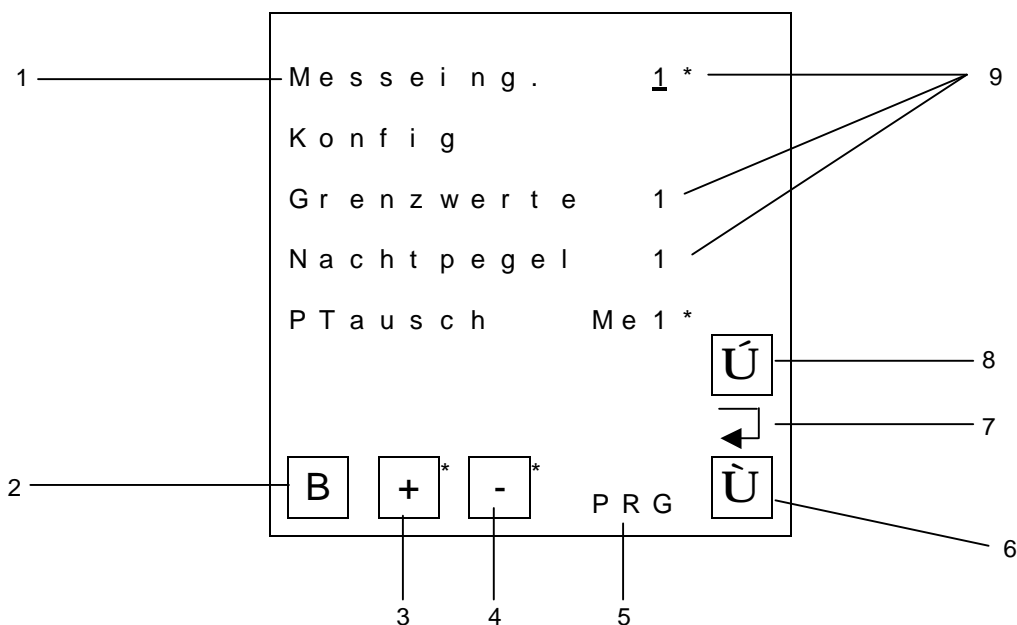 1 Messeing. 1 * 9
Konfig
Grenzwerte 1
Nachtpegel 1
PTausch Me1 *
Ú 8
7
2 B + * - * PRG Ù
6
3 4 5